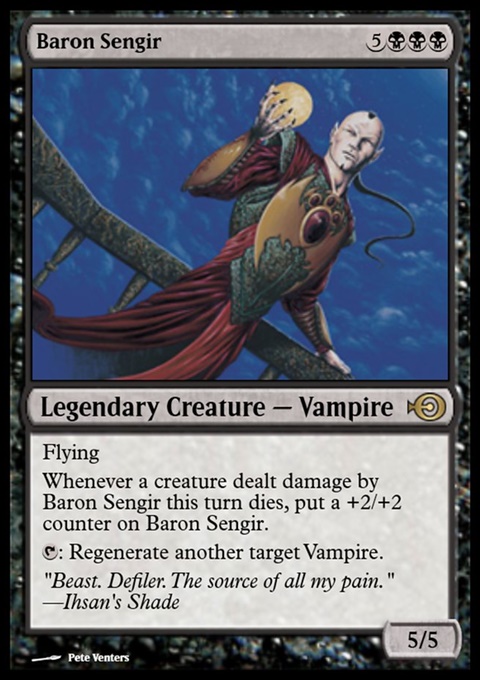 Baron Sengir 5
Legendary Creature — Vampire
Flying
Whenever a creature dealt damage by
Baron Sengir this turn dies, put a +2/+2
counter on Baron Sengir.
: Regenerate another target Vampire.
"Beast. Defiler. The source of all my pain."
—Ihsan's Shade
5/5
Pete Venters